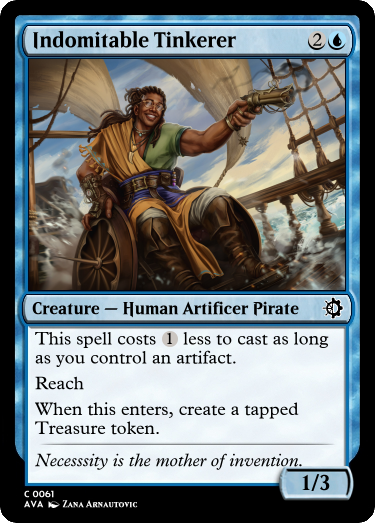 Indomitable Tinkerer 2
Creature — Human Artificer Pirate
This spell costs 1 less to cast as long
as you control an artifact.
Reach
When this enters, create a tapped
Treasure token.
Necesssity is the mother of invention.
1/3
C 0061
AVA Zana Arnautovic